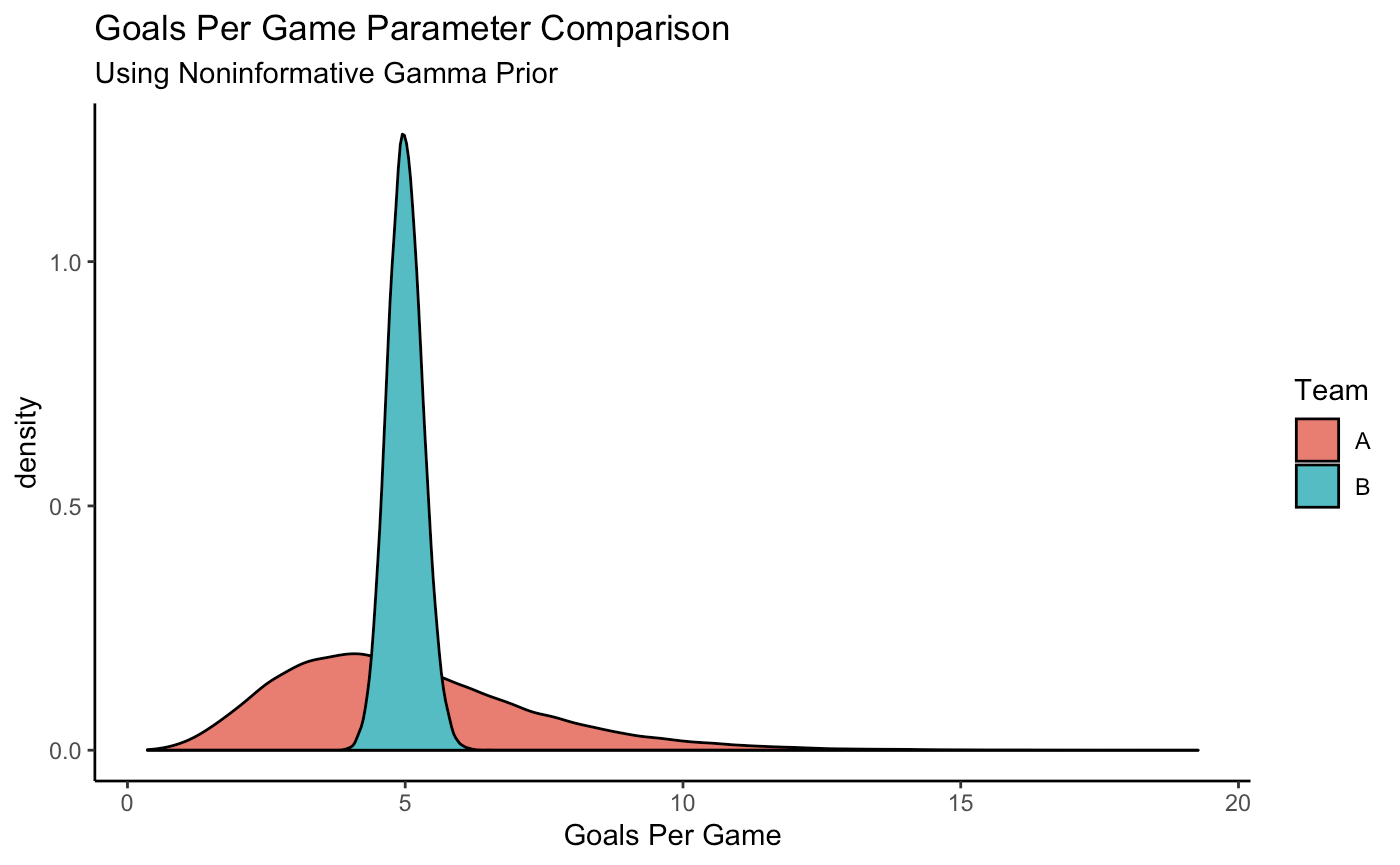 Goals Per Game Parameter Comparison
Using Noninformative Gamma Prior
density
1.0
0.5
0.0
0 5 10 15 20
Goals Per Game
Team
A
B